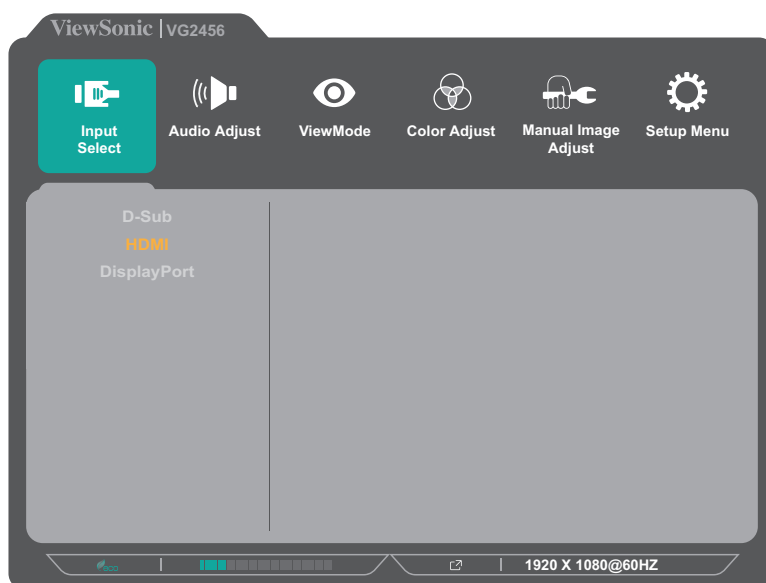 ViewSonic | VG2456
Input Select
Audio Adjust
ViewMode
Color Adjust
Manual Image Adjust
Setup Menu
D-Sub
HDMI
DisplayPort
eco
1920 X 1080@60HZ